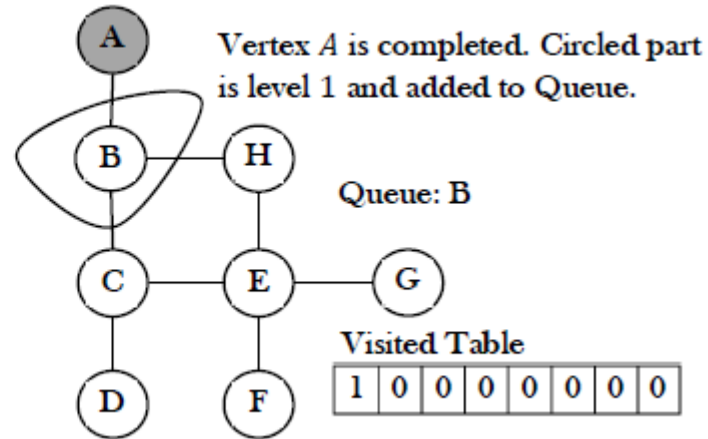 A
Vertex A is completed. Circled part
is level 1 and added to Queue.
B
H
Queue: B
C
E
G
Visited Table
1 0 0 0 0 0 0 0
D
F